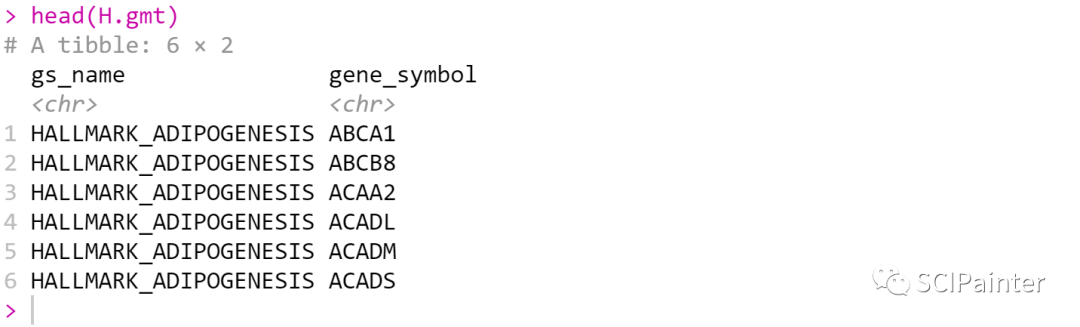 > head(H.gmt)
# A tibble: 6 × 2
  gs_name               gene_symbol
  <chr>                 <chr>
1 HALLMARK_ADIPOGENESIS ABCA1
2 HALLMARK_ADIPOGENESIS ABCB8
3 HALLMARK_ADIPOGENESIS ACAA2
4 HALLMARK_ADIPOGENESIS ACADL
5 HALLMARK_ADIPOGENESIS ACADM
6 HALLMARK_ADIPOGENESIS ACADS
>
SCIPainter